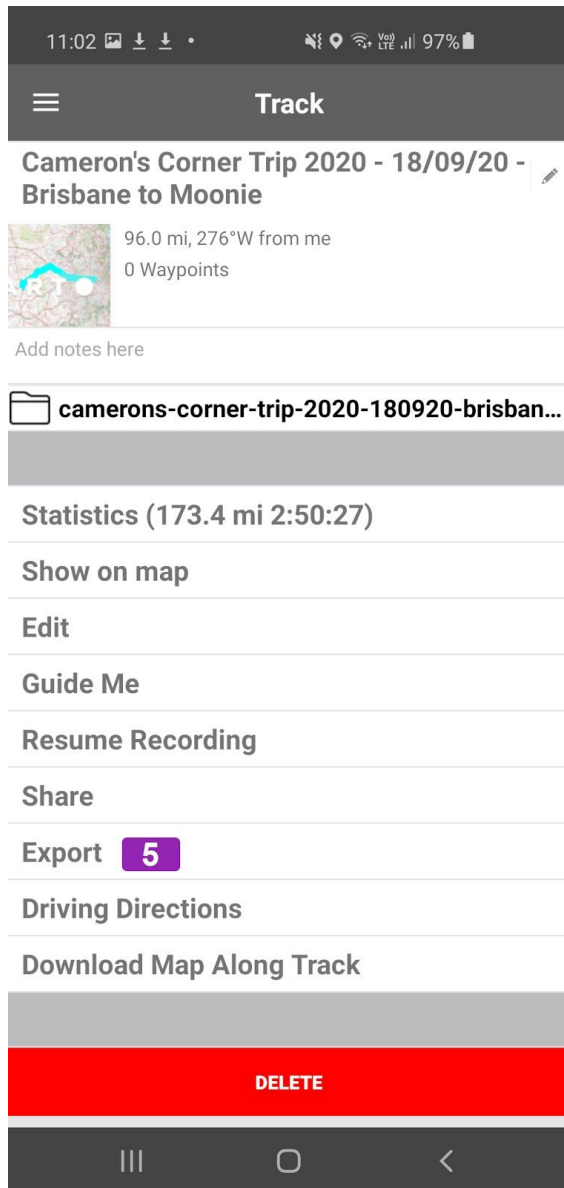 11:02 97%
Track
Cameron's Corner Trip 2020 - 18/09/20 -
Brisbane to Moonie
96.0 mi, 276°W from me
0 Waypoints
Add notes here
camerons-corner-trip-2020-180920-brisban...
Statistics (173.4 mi 2:50:27)
Show on map
Edit
Guide Me
Resume Recording
Share
Export 5
Driving Directions
Download Map Along Track
DELETE